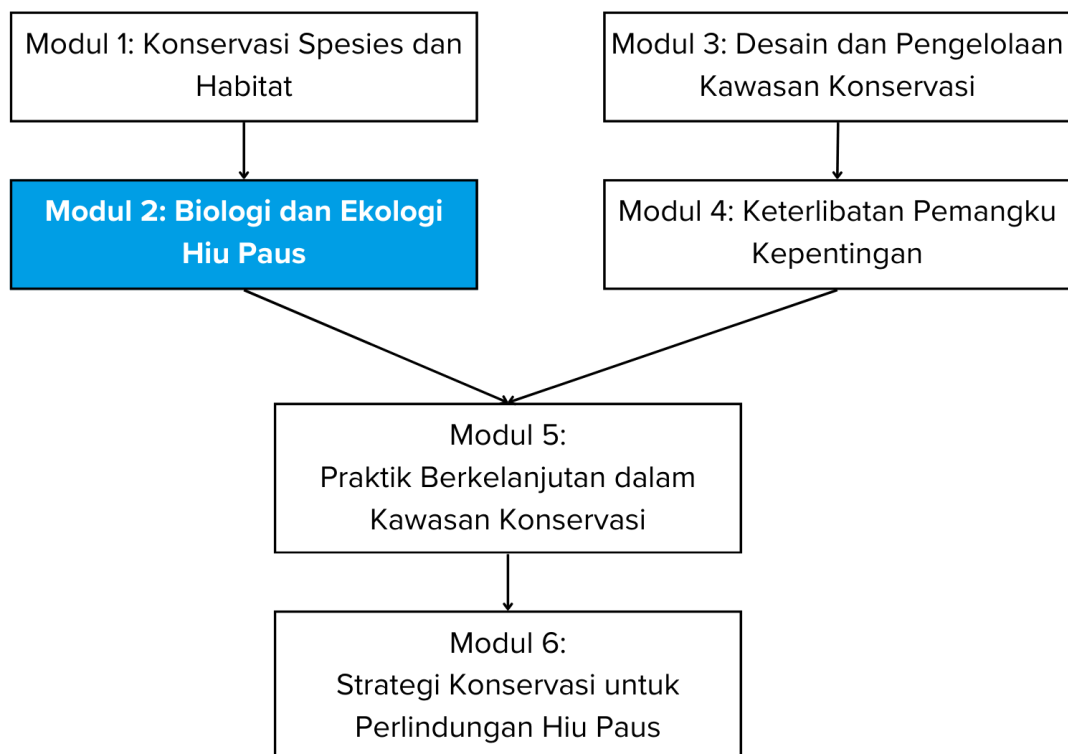 Modul 1: Konservasi Spesies dan
Habitat
Modul 3: Desain dan Pengelolaan
Kawasan Konservasi
Modul 2: Biologi dan Ekologi
Hiu Paus
Modul 4: Keterlibatan Pemangku
Kepentingan
Modul 5:
Praktik Berkelanjutan dalam
Kawasan Konservasi
Modul 6:
Strategi Konservasi untuk
Perlindungan Hiu Paus